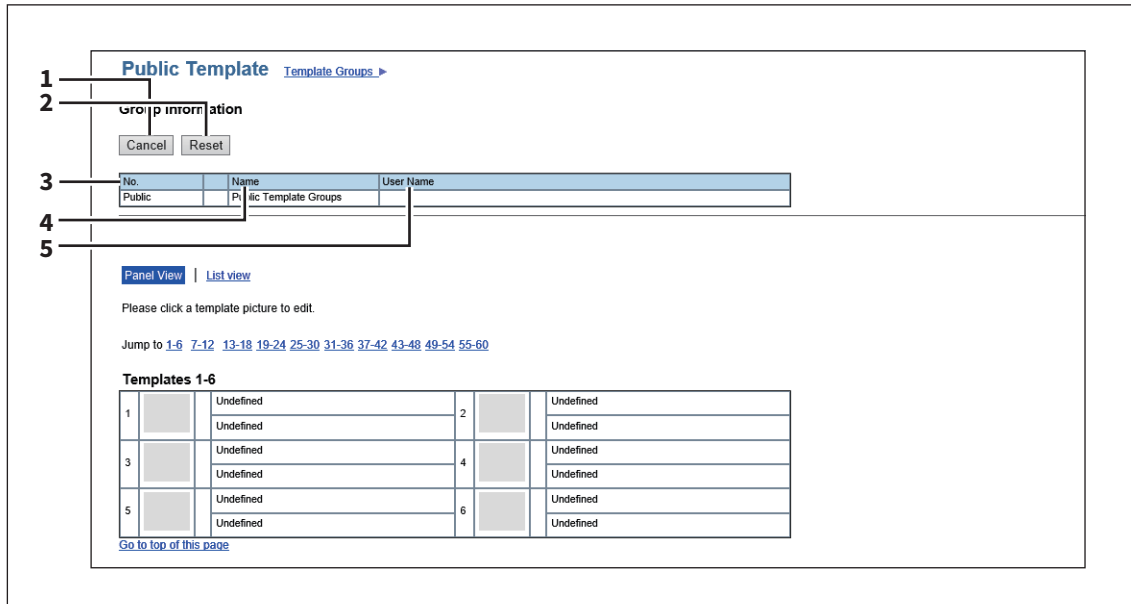 Public Template Template Groups ▶
1
2
Group Information
Cancel Reset
3
No. Name User Name
Public Public Template Groups
4
5
Panel View | List view
Please click a template picture to edit.
Jump to 1-6 7-12 13-18 19-24 25-30 31-36 37-42 43-48 49-54 55-60
Templates 1-6
1 Undefined 2 Undefined
Undefined Undefined
3 Undefined 4 Undefined
Undefined Undefined
5 Undefined 6 Undefined
Undefined Undefined
Go to top of this page